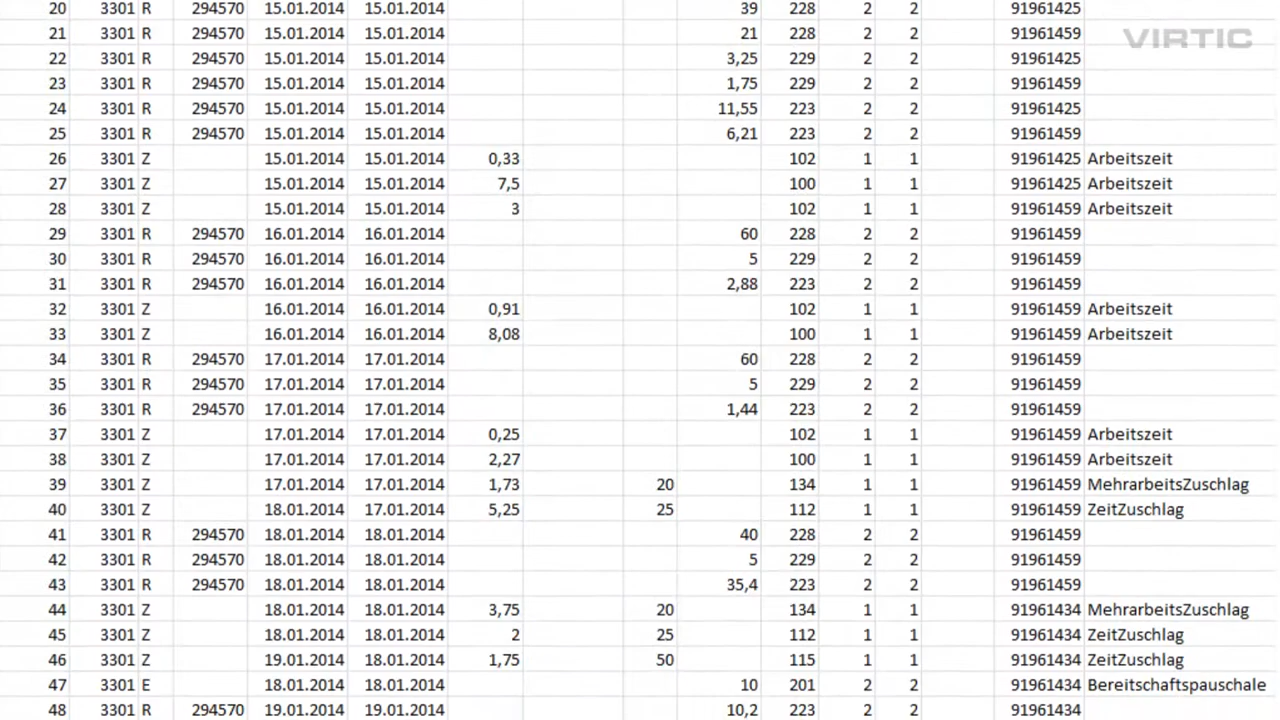 20 3301 R 294570 15.01.2014 15.01.2014 39 228 2 2 91961425
21 3301 R 294570 15.01.2014 15.01.2014 21 228 2 2 91961459
VIRTIC
22 3301 R 294570 15.01.2014 15.01.2014 3,25 229 2 2 91961425
23 3301 R 294570 15.01.2014 15.01.2014 1,75 229 2 2 91961459
24 3301 R 294570 15.01.2014 15.01.2014 11,55 223 2 2 91961425
25 3301 R 294570 15.01.2014 15.01.2014 6,21 223 2 2 91961459
26 3301 Z 15.01.2014 15.01.2014 0,33 102 1 1 91961425 Arbeitszeit
27 3301 Z 15.01.2014 15.01.2014 7,5 100 1 1 91961425 Arbeitszeit
28 3301 Z 15.01.2014 15.01.2014 3 102 1 1 91961459 Arbeitszeit
29 3301 R 294570 16.01.2014 16.01.2014 60 228 2 2 91961459
30 3301 R 294570 16.01.2014 16.01.2014 5 229 2 2 91961459
31 3301 R 294570 16.01.2014 16.01.2014 2,88 223 2 2 91961459
32 3301 Z 16.01.2014 16.01.2014 0,91 102 1 1 91961459 Arbeitszeit
33 3301 Z 16.01.2014 16.01.2014 8,08 100 1 1 91961459 Arbeitszeit
34 3301 R 294570 17.01.2014 17.01.2014 60 228 2 2 91961459
35 3301 R 294570 17.01.2014 17.01.2014 5 229 2 2 91961459
36 3301 R 294570 17.01.2014 17.01.2014 1,44 223 2 2 91961459
37 3301 Z 17.01.2014 17.01.2014 0,25 102 1 1 91961459 Arbeitszeit
38 3301 Z 17.01.2014 17.01.2014 2,27 100 1 1 91961459 Arbeitszeit
39 3301 Z 17.01.2014 17.01.2014 1,73 20 134 1 1 91961459 MehrarbeitsZuschlag
40 3301 Z 18.01.2014 17.01.2014 5,25 25 112 1 1 91961459 ZeitZuschlag
41 3301 R 294570 18.01.2014 18.01.2014 40 228 2 2 91961459
42 3301 R 294570 18.01.2014 18.01.2014 5 229 2 2 91961459
43 3301 R 294570 18.01.2014 18.01.2014 35,4 223 2 2 91961459
44 3301 Z 18.01.2014 18.01.2014 3,75 20 134 1 1 91961434 MehrarbeitsZuschlag
45 3301 Z 18.01.2014 18.01.2014 2 25 112 1 1 91961434 ZeitZuschlag
46 3301 Z 19.01.2014 18.01.2014 1,75 50 115 1 1 91961434 ZeitZuschlag
47 3301 E 18.01.2014 18.01.2014 10 201 2 2 91961434 Bereitschaftspauschale
48 3301 R 294570 19.01.2014 19.01.2014 10,2 223 2 2 91961434